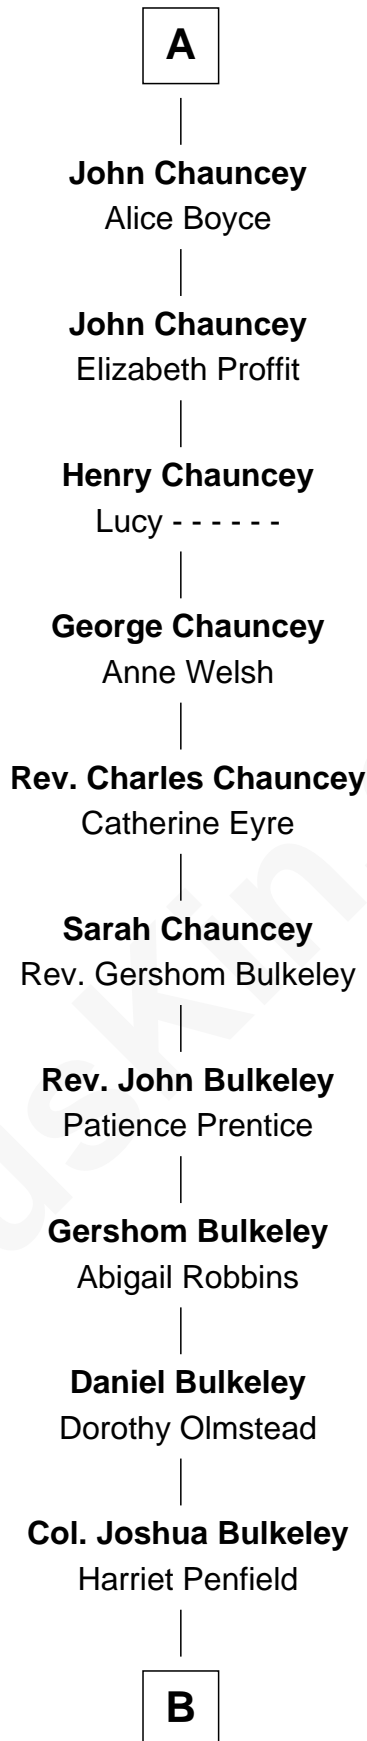 A
John Chauncey
Alice Boyce
John Chauncey
Elizabeth Proffit
Henry Chauncey
Lucy - - - - - -
George Chauncey
Anne Welsh
Rev. Charles Chauncey
Catherine Eyre
Sarah Chauncey
Rev. Gershom Bulkeley
Rev. John Bulkeley
Patience Prentice
Gershom Bulkeley
Abigail Robbins
Daniel Bulkeley
Dorothy Olmstead
Col. Joshua Bulkeley
Harriet Penfield
B